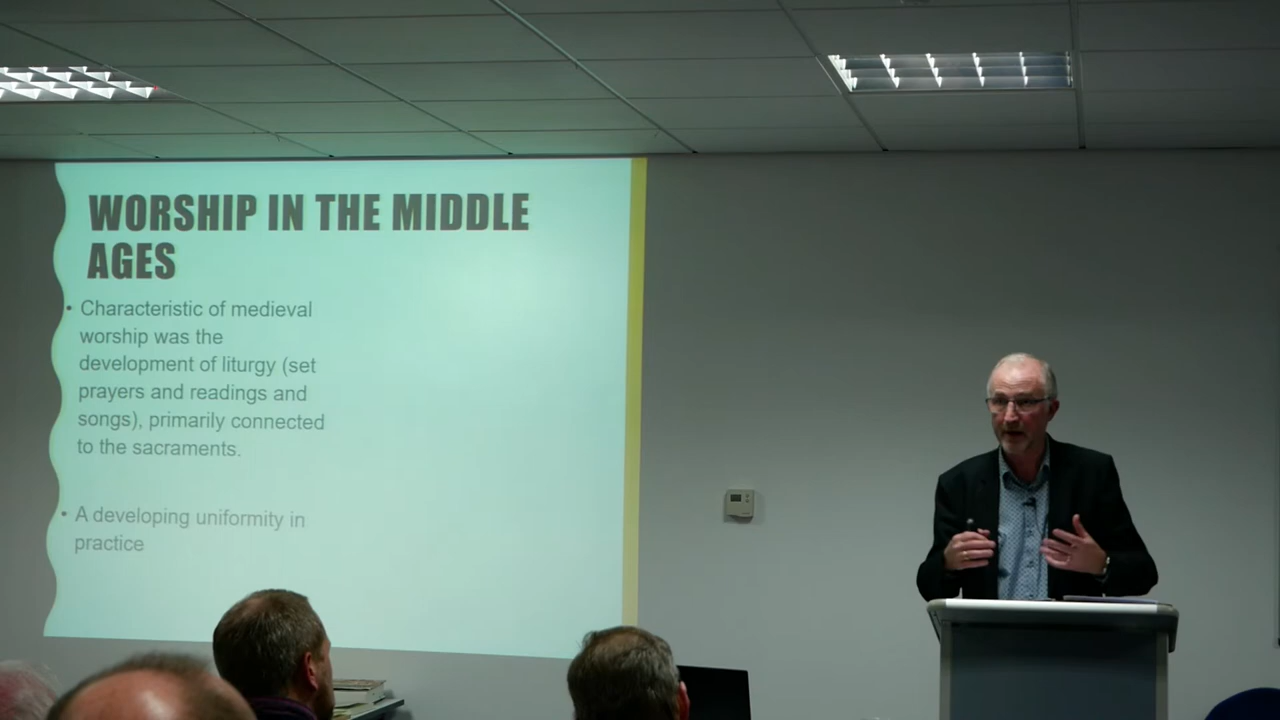 WORSHIP IN THE MIDDLE
AGES
• Characteristic of medieval
worship was the
development of liturgy (set
prayers and readings and
songs), primarily connected
to the sacraments.
• A developing uniformity in
practice